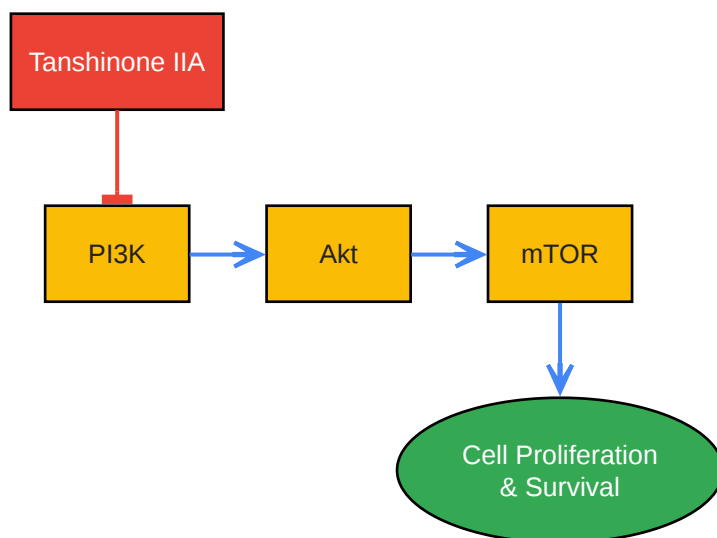 Tanshinone IIA
PI3K
Akt
mTOR
Cell Proliferation
& Survival